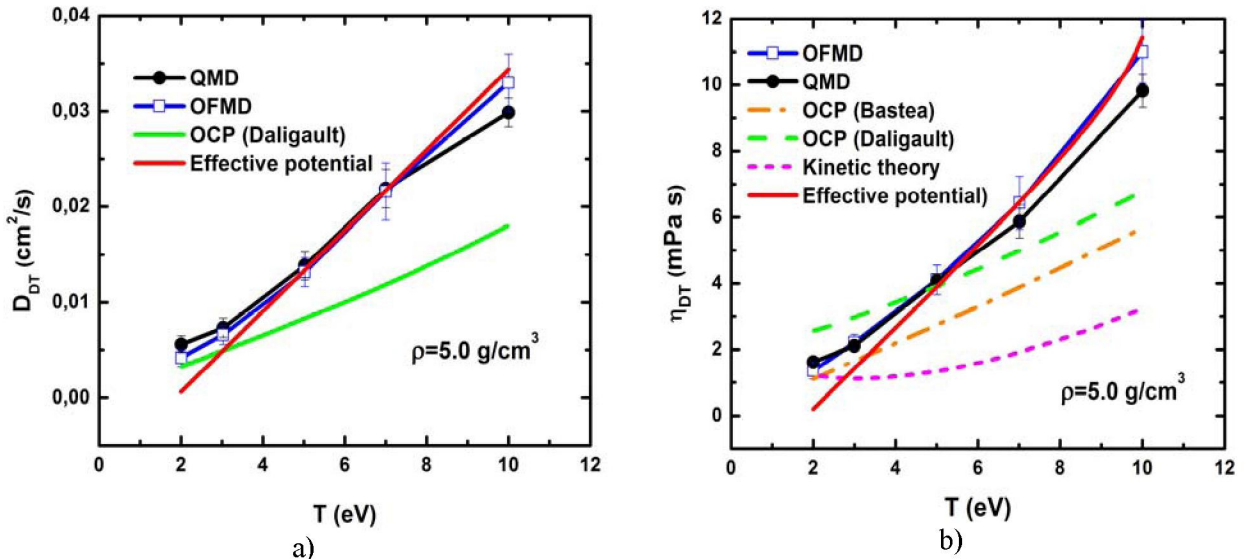 0,04
0,03
0,02
0,01
0,00
D_DT (cm²/s)
QMD
OFMD
OCP (Daligault)
Effective potential
ρ=5.0 g/cm³
0 2 4 6 8 10 12
T (eV)
a)
12
10
8
6
4
2
0
η_DT (mPa s)
OFMD
QMD
OCP (Bastea)
OCP (Daligault)
Kinetic theory
Effective potential)
ρ=5.0 g/cm³
0 2 4 6 8 10 12
T (eV)
b)